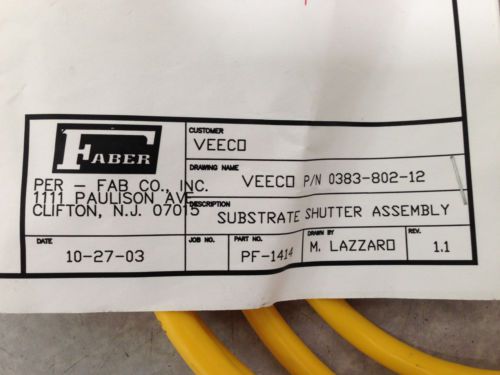 FABER
PER - FAB CO., INC.
1111 PAULISON AVE
CLIFTON, N.J. 07015
CUSTOMER
VEECO
DRAWING NAME
VEECO P/N 0383-802-12
DESCRIPTION
SUBSTRATE SHUTTER ASSEMBLY
DATE
10-27-03
JOB NO.
PART NO.
PF-1414
DRAWN BY
M. LAZZARO
REV.
1.1